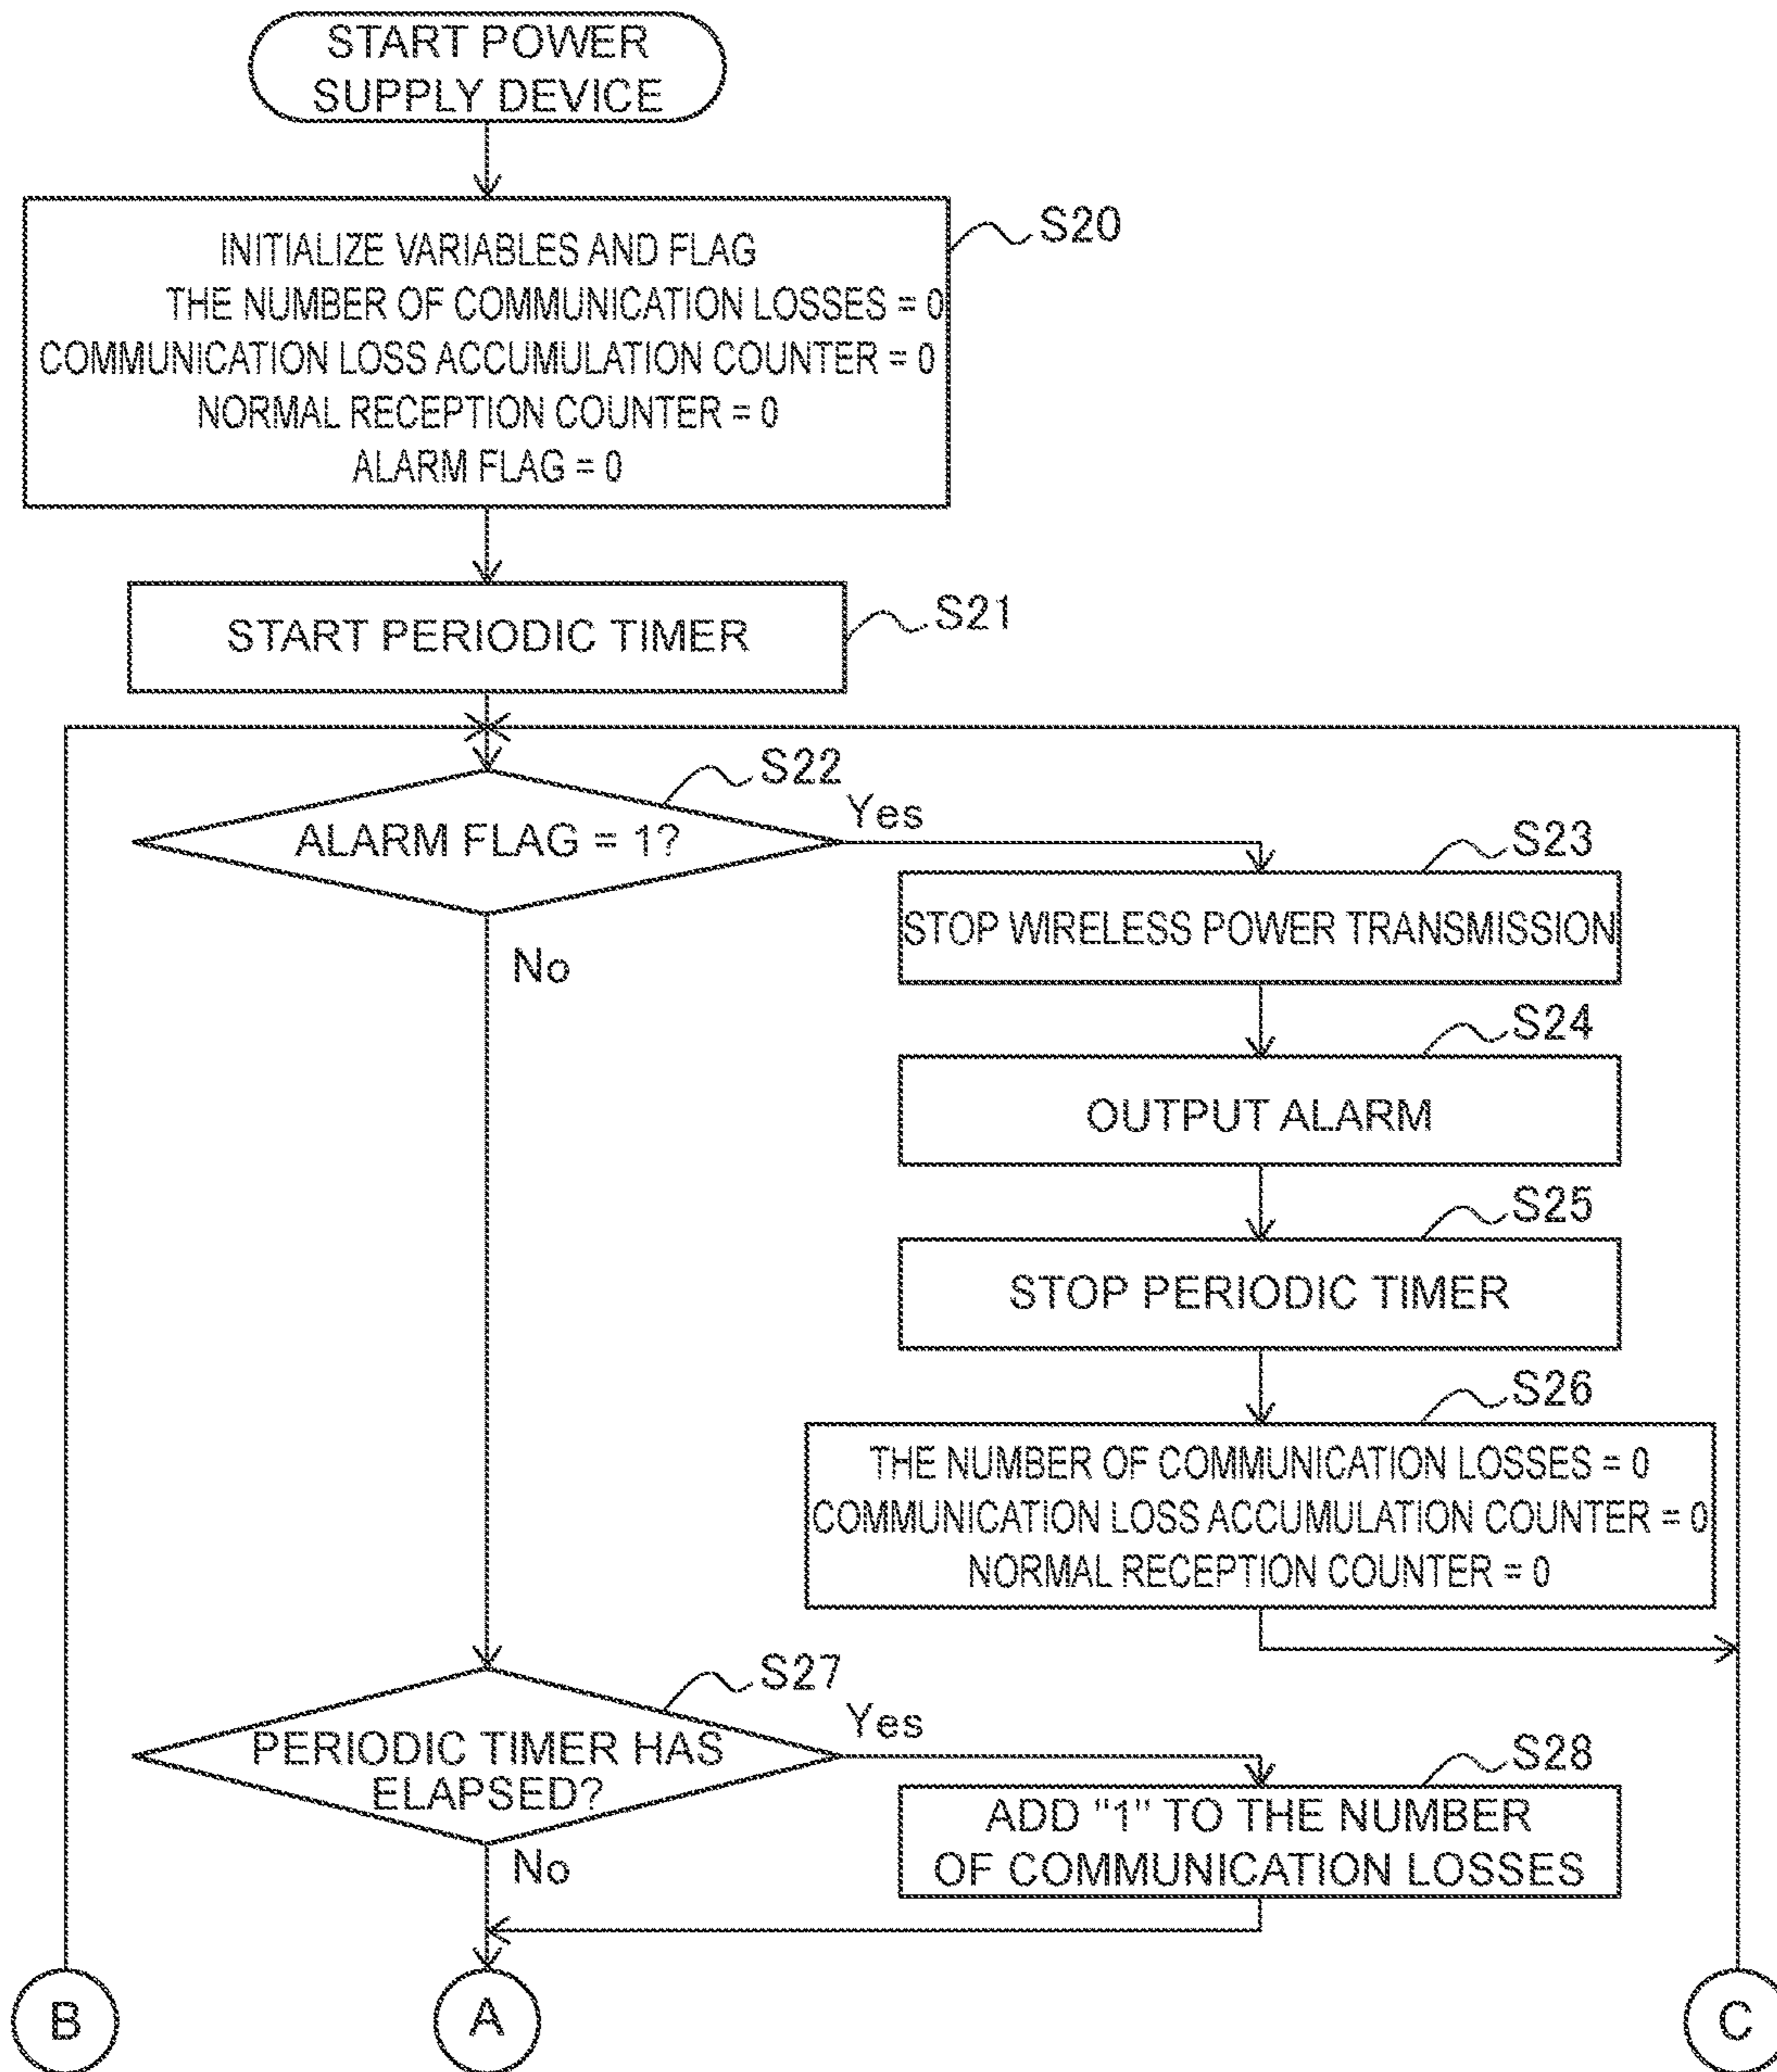 START POWER
SUPPLY DEVICE
S20
INITIALIZE VARIABLES AND FLAG
THE NUMBER OF COMMUNICATION LOSSES = 0
COMMUNICATION LOSS ACCUMULATION COUNTER = 0
NORMAL RECEPTION COUNTER = 0
ALARM FLAG = 0
S21
START PERIODIC TIMER
S22
ALARM FLAG = 1?
Yes
No
S23
STOP WIRELESS POWER TRANSMISSION
S24
OUTPUT ALARM
S25
STOP PERIODIC TIMER
S26
THE NUMBER OF COMMUNICATION LOSSES = 0
COMMUNICATION LOSS ACCUMULATION COUNTER = 0
NORMAL RECEPTION COUNTER = 0
S27
PERIODIC TIMER HAS
ELAPSED?
Yes
No
S28
ADD "1" TO THE NUMBER
OF COMMUNICATION LOSSES
B
A
C